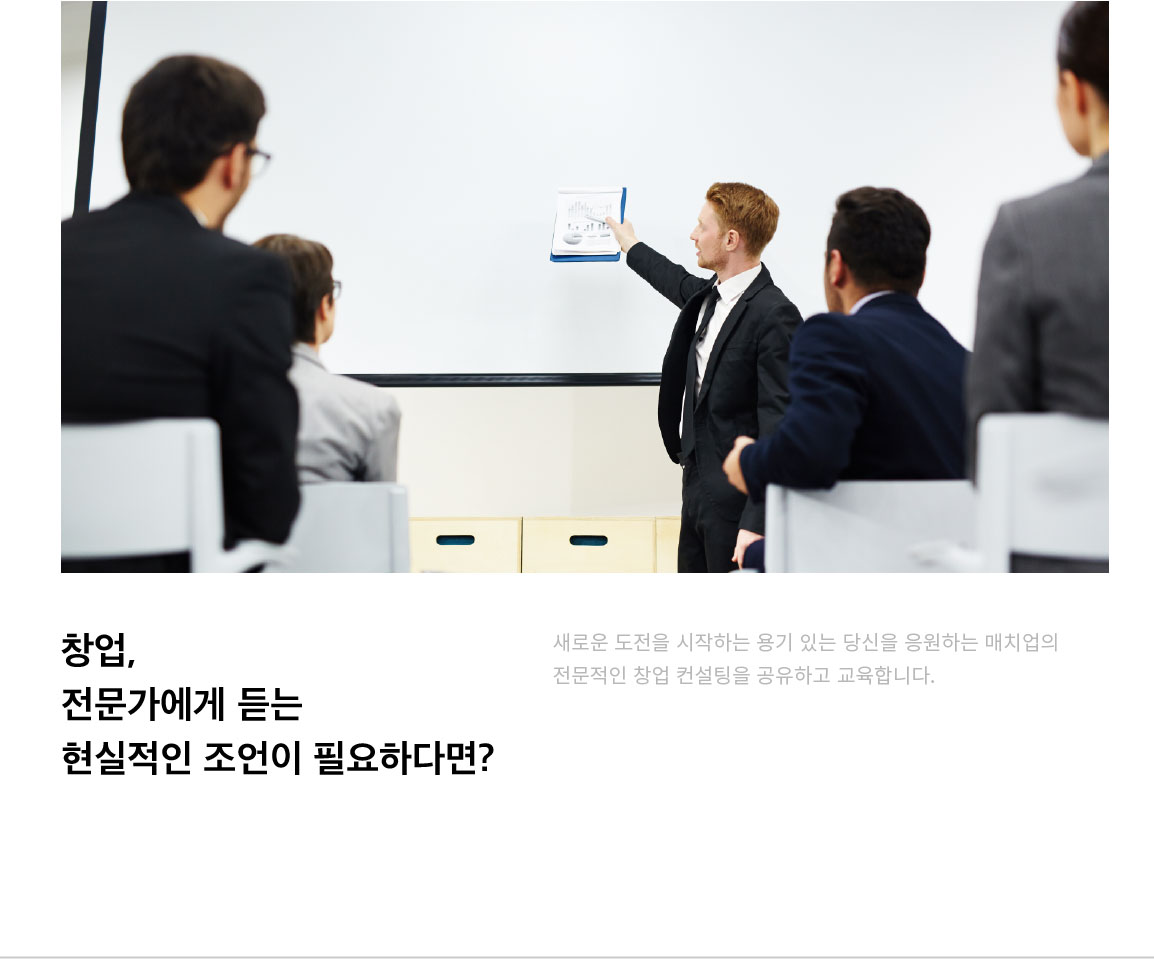 창업,
전문가에게 듣는
현실적인 조언이 필요하다면?
새로운 도전을 시작하는 용기 있는 당신을 응원하는 매치업의
전문적인 창업 컨설팅을 공유하고 교육합니다.